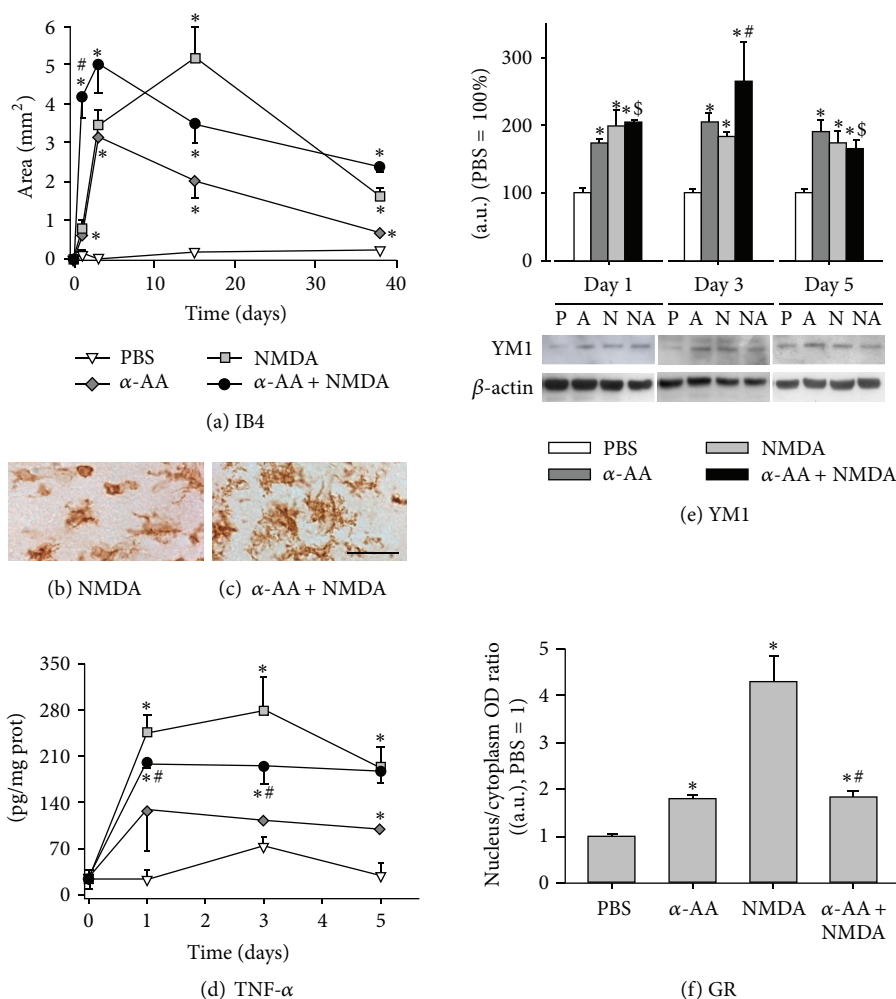 6
5
4
3
2
1
0
Area (mm²)
# * * * * * * * * * *
0 10 20 30 40
Time (days)
PBS NMDA
α-AA α-AA + NMDA
(a) IB4
(b) NMDA (c) α-AA + NMDA
350
280
210
140
70
0
(pg/mg prot)
* * * *# *# *
0 1 2 3 4 5
Time (days)
(d) TNF-α
300
200
100
0
(a.u.) (PBS = 100%)
* * *$ * * *# * * *$
Day 1 Day 3 Day 5
P A N NA P A N NA P A N NA
YM1
β-actin
PBS NMDA
α-AA α-AA + NMDA
(e) YM1
5
4
3
2
1
0
Nucleus/cytoplasm OD ratio
((a.u.), PBS = 1)
* * *#
PBS α-AA NMDA α-AA +
NMDA
(f) GR